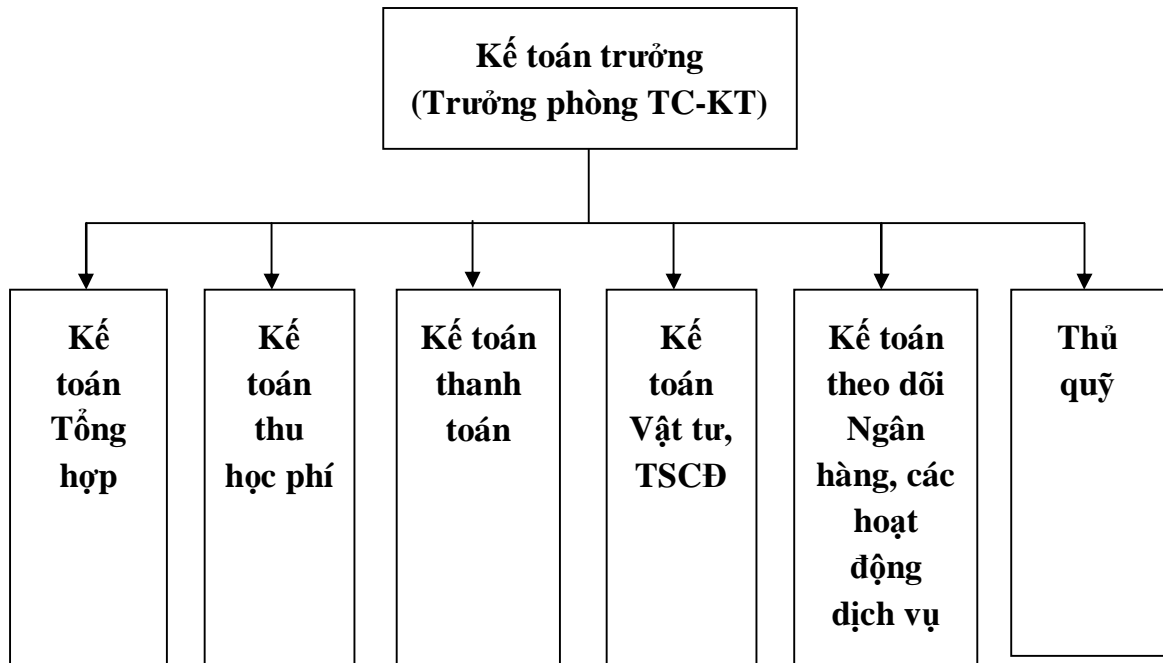 Kế toán trưởng
(Trưởng phòng TC-KT)
Kế
toán
Tổng
hợp
Kế
toán
thu
học phí
Kế toán
thanh
toán
Kế
toán
Vật tư,
TSCĐ
Kế toán
theo dõi
Ngân
hàng, các
hoạt
động
dịch vụ
Thủ
quỹ